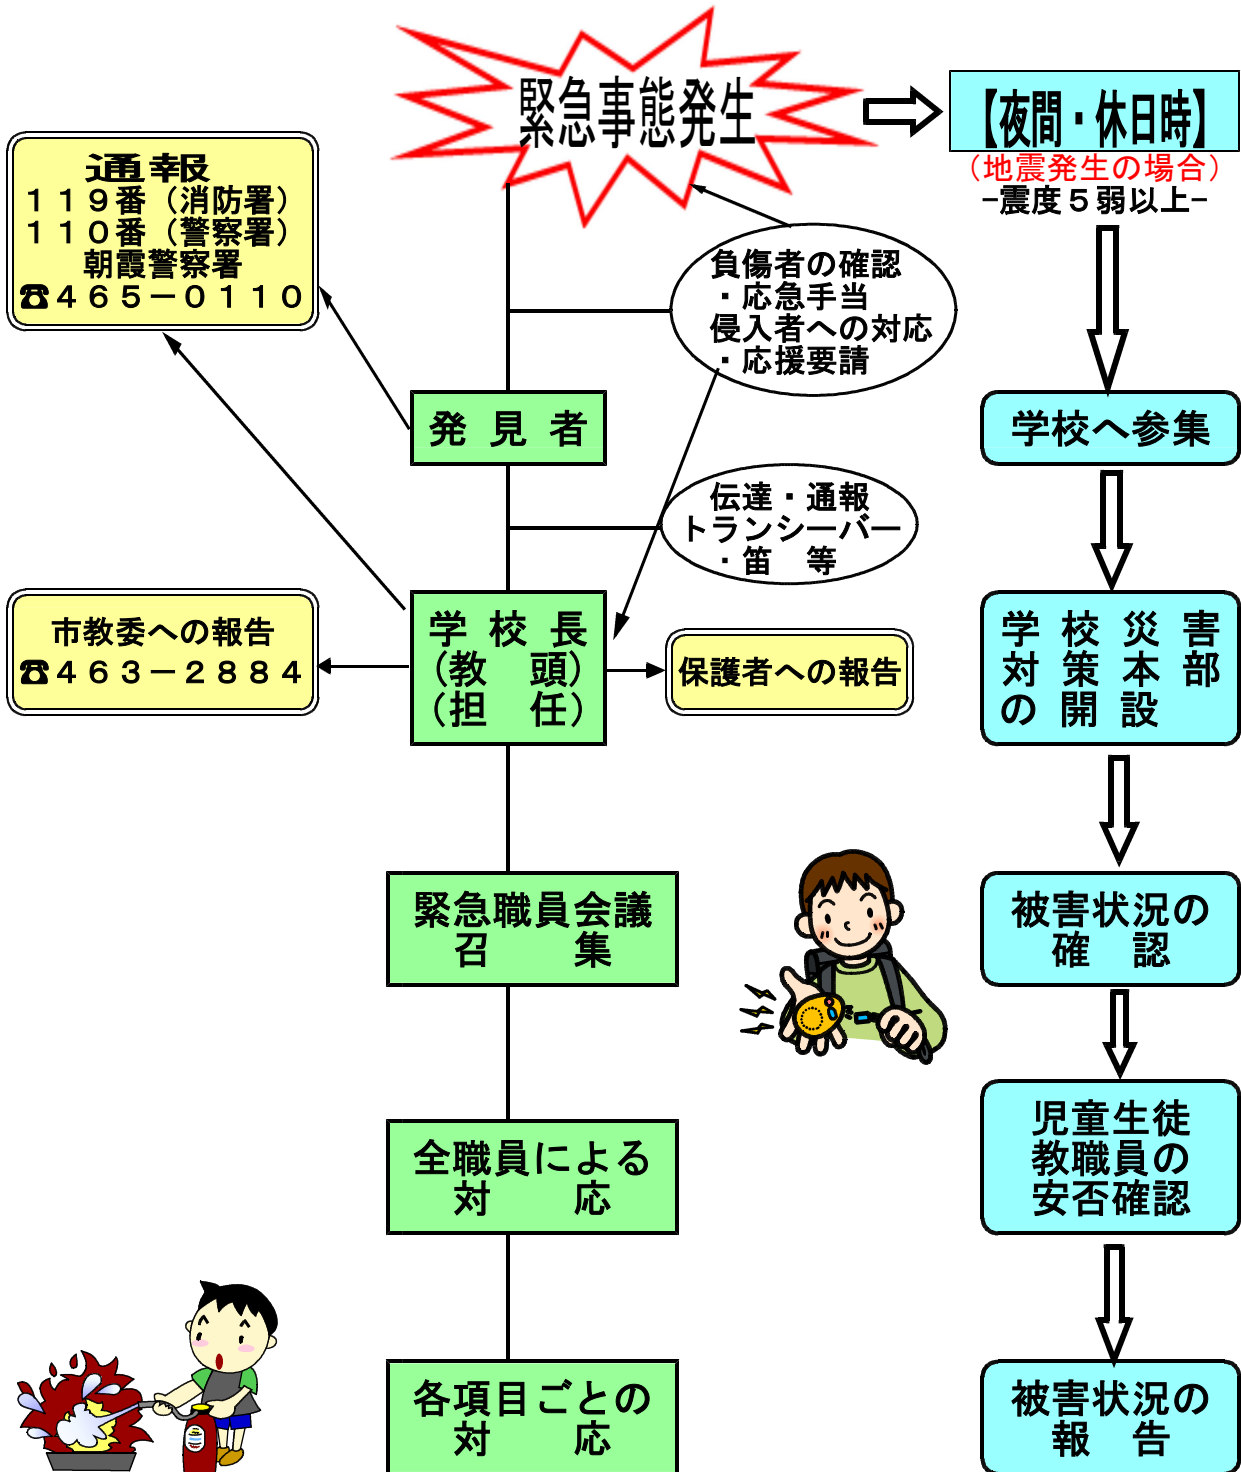 緊急事態発生
【夜間・休日時】
(地震発生の場合)
−震度５弱以上−
通報
１１９番（消防署）
１１０番（警察署）
朝霞警察署
☎４６５－０１１０
負傷者の確認
・応急手当
侵入者への対応
・応援要請
発見者
学校へ参集
伝達・通報
トランシーバー
・笛　等
市教委への報告
☎４６３－２８８４
学校長
（教　頭）
（担　任）
保護者への報告
学校災害
対策本部
の開設
緊急職員会議
召　　集
被害状況の
確　認
全職員による
対　　応
児童生徒
教職員の
安否確認
各項目ごとの
対　　応
被害状況の
報　告